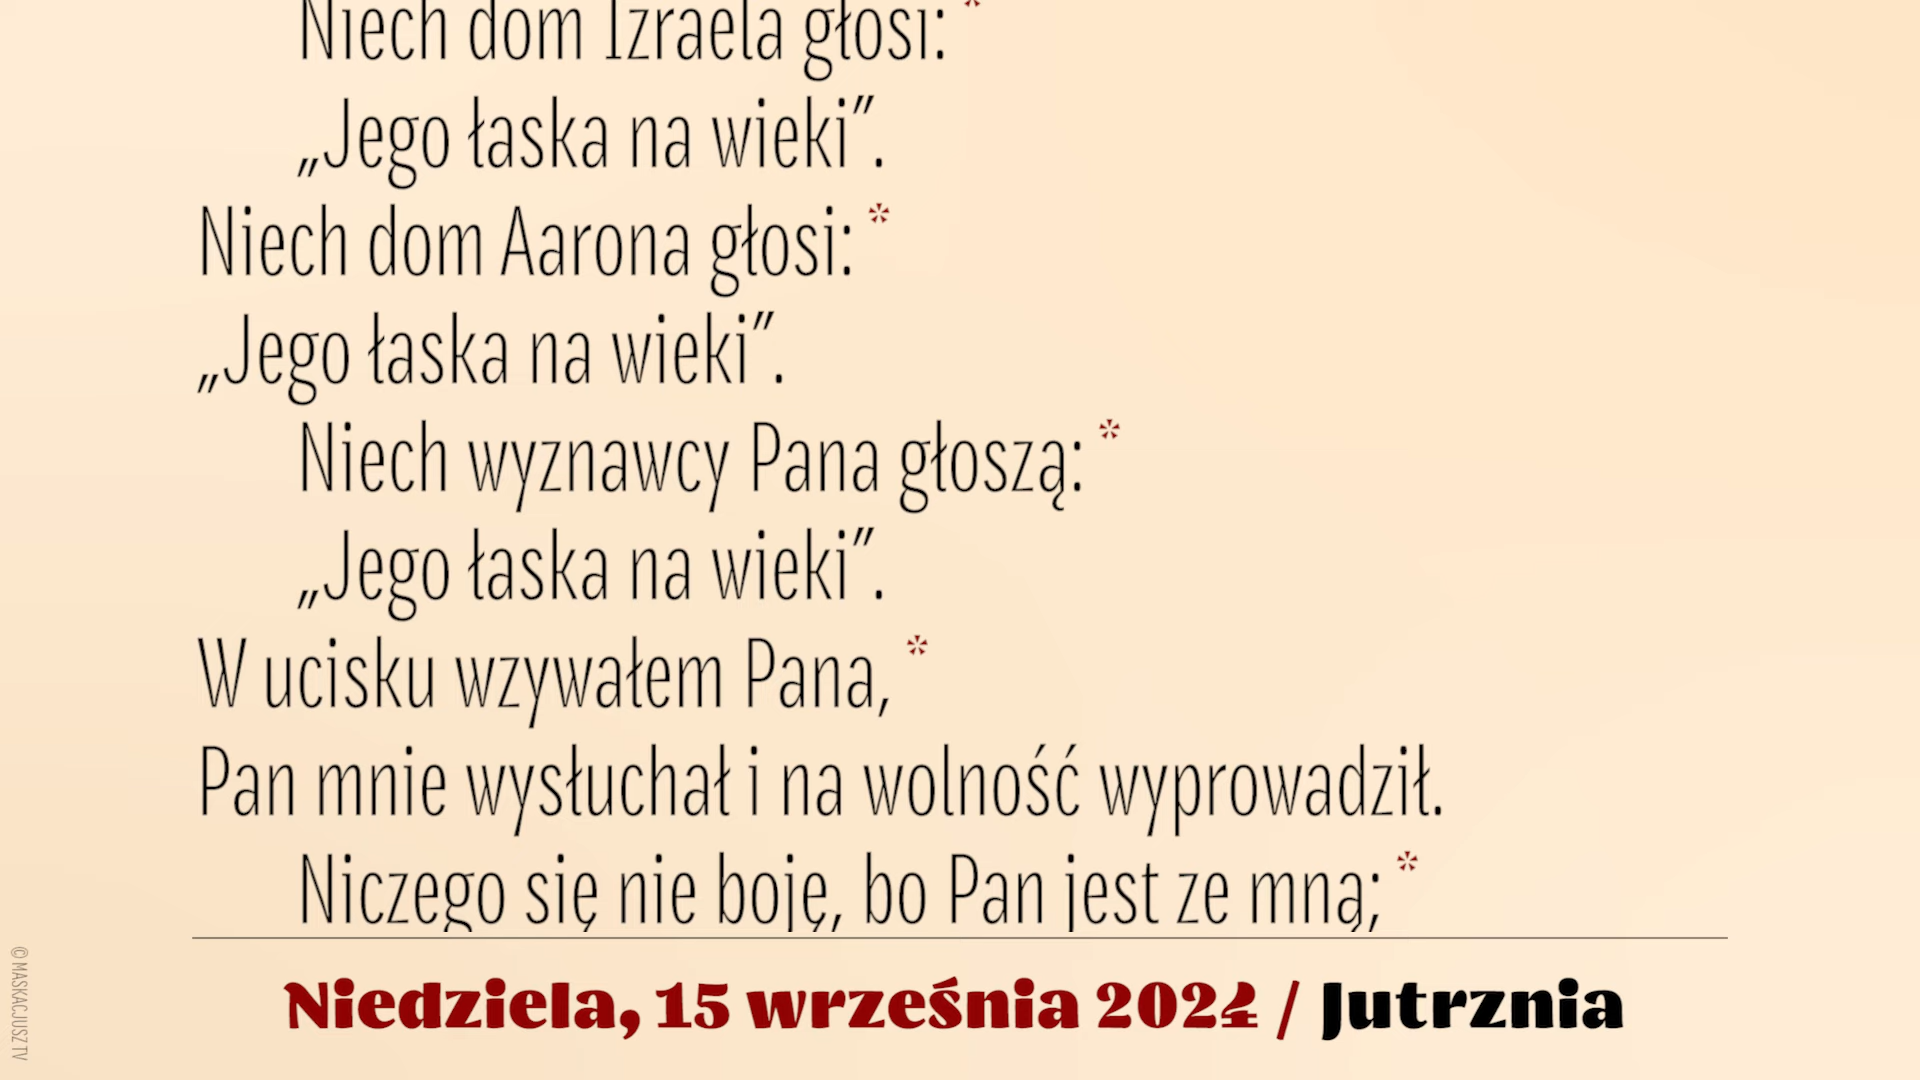 Niech dom Izraela głosi: *
„Jego łaska na wieki”.
Niech dom Aarona głosi: *
„Jego łaska na wieki”.
Niech wyznawcy Pana głoszą: *
„Jego łaska na wieki”.
W ucisku wzywałem Pana, *
Pan mnie wysłuchał i na wolność wyprowadził.
Niczego się nie boję, bo Pan jest ze mną; *
Niedziela, 15 września 2024 / Jutrznia
© MASKACJUSZ TV